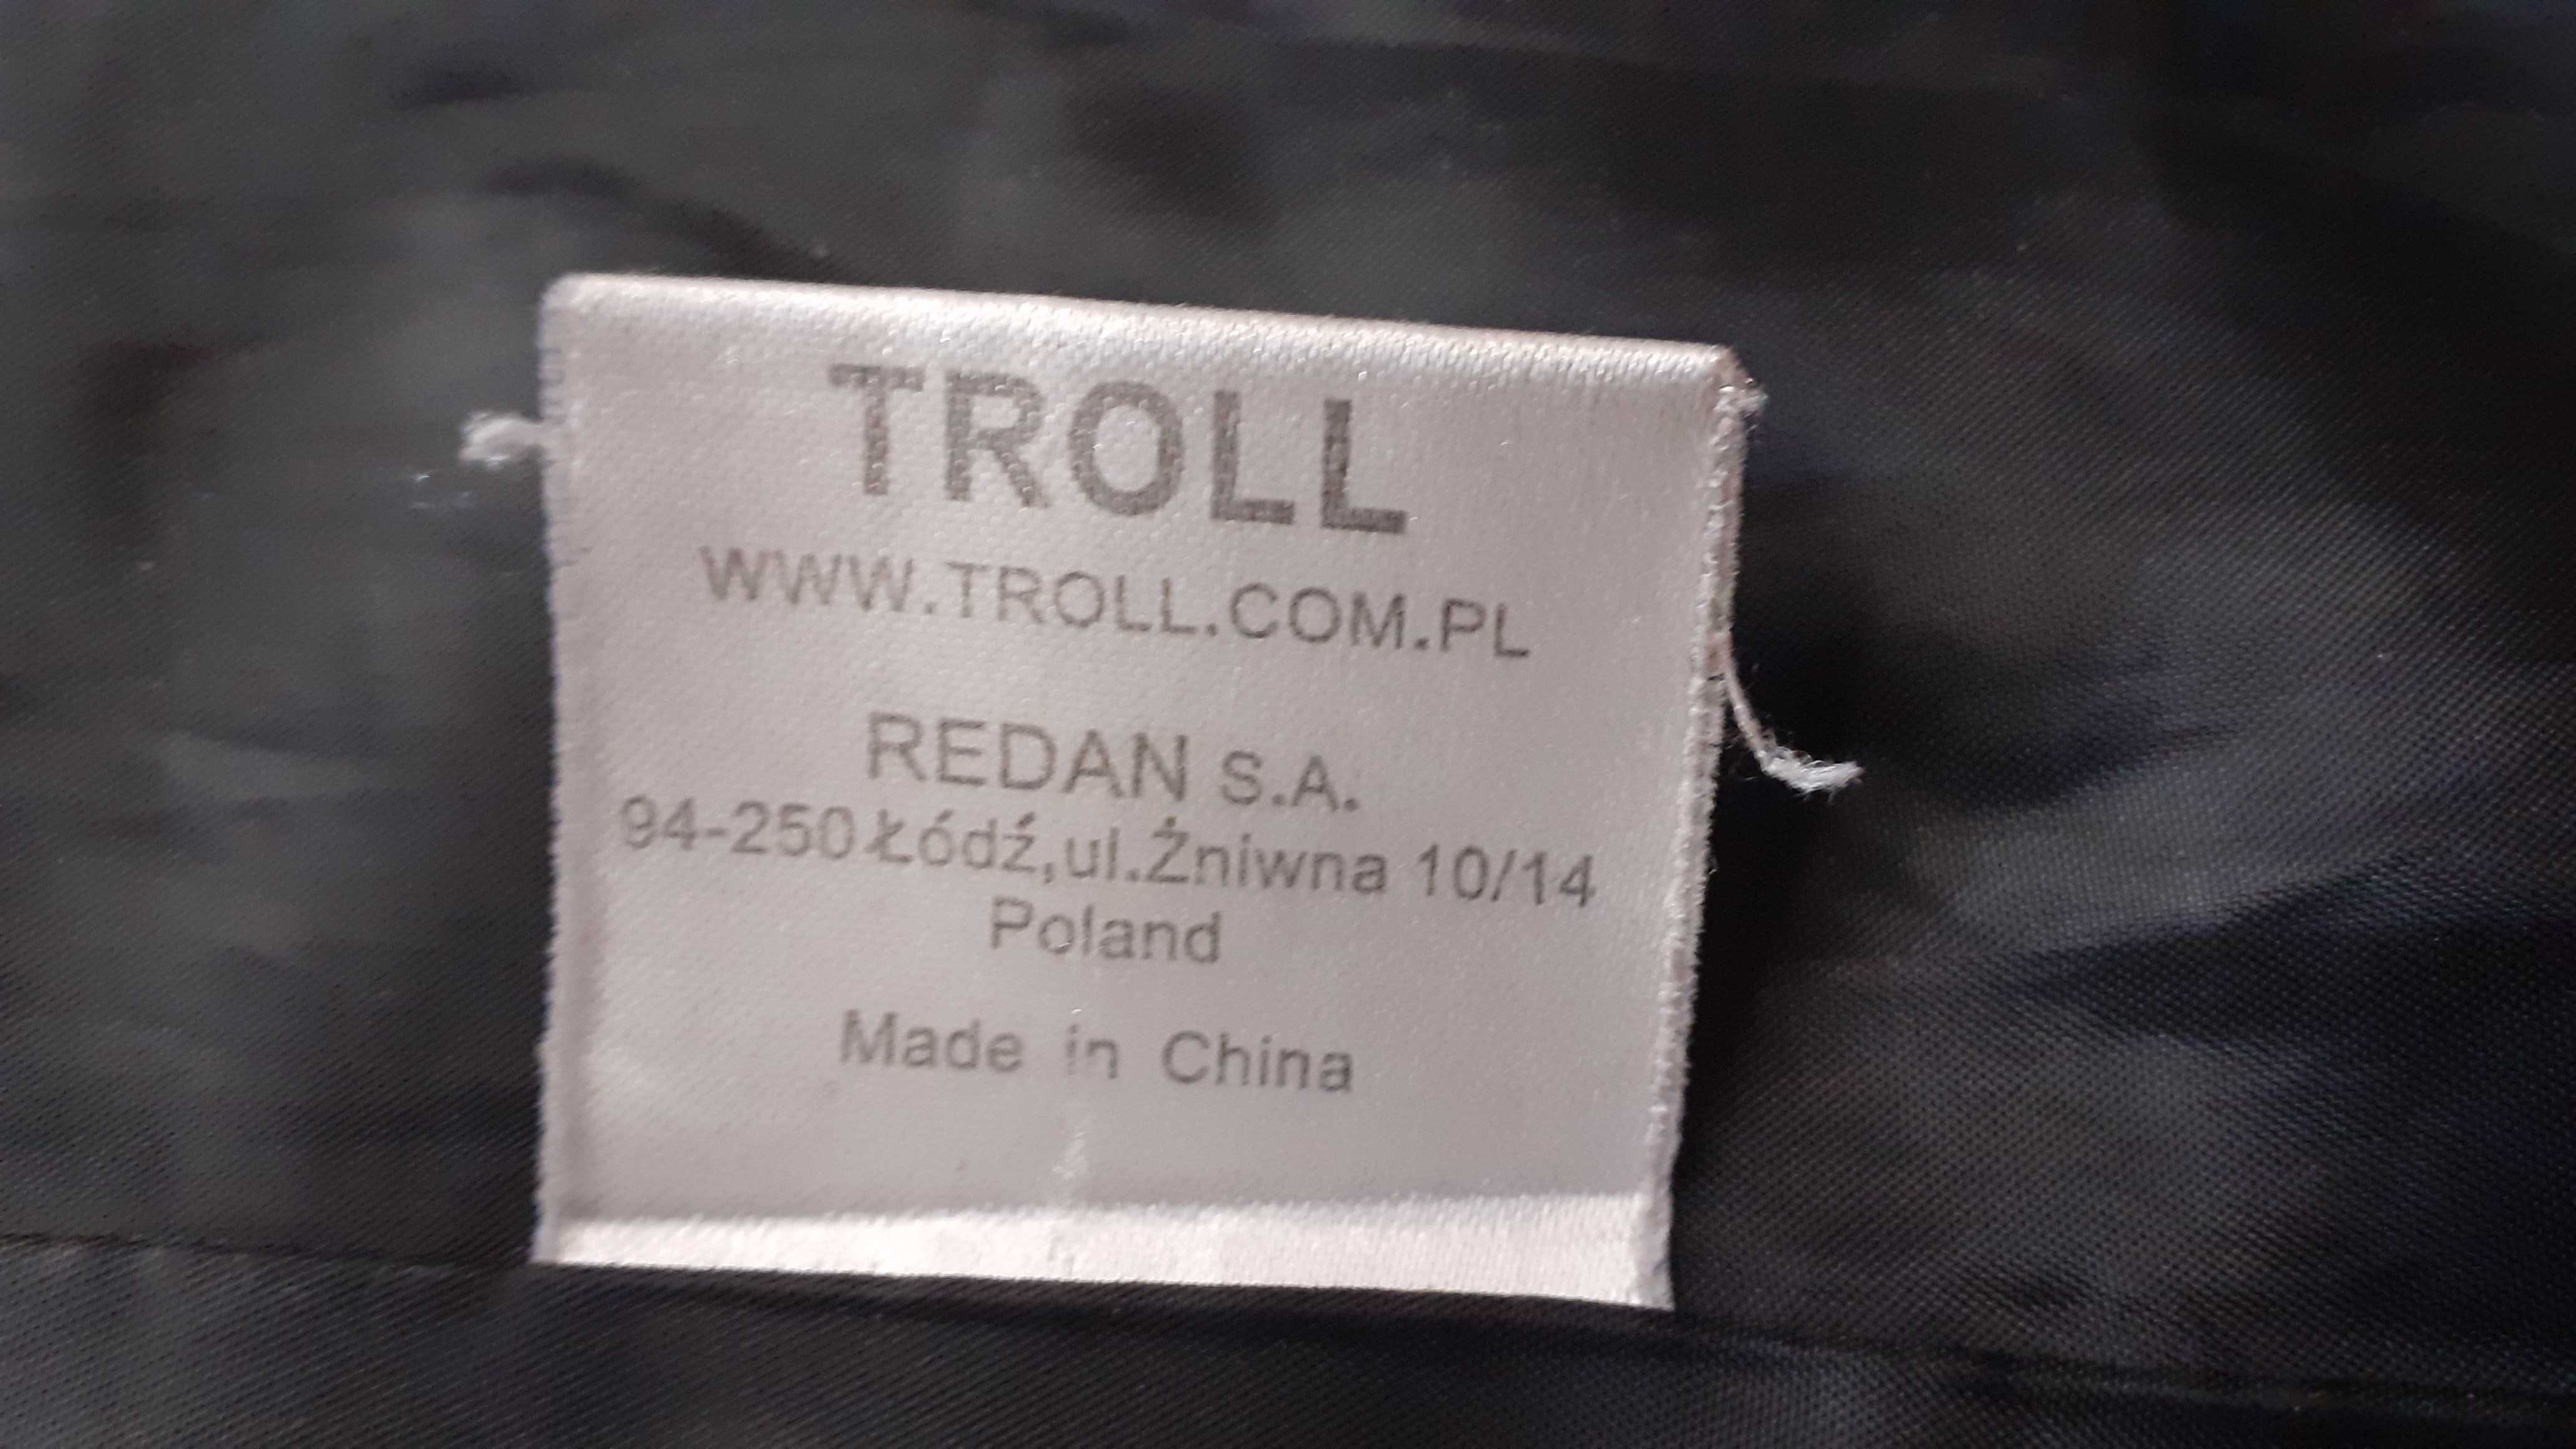 TROLL
WWW.TROLL.COM.PL
REDAN S.A.
94-250 Łódź, ul. Żniwna 10/14
Poland
Made in China